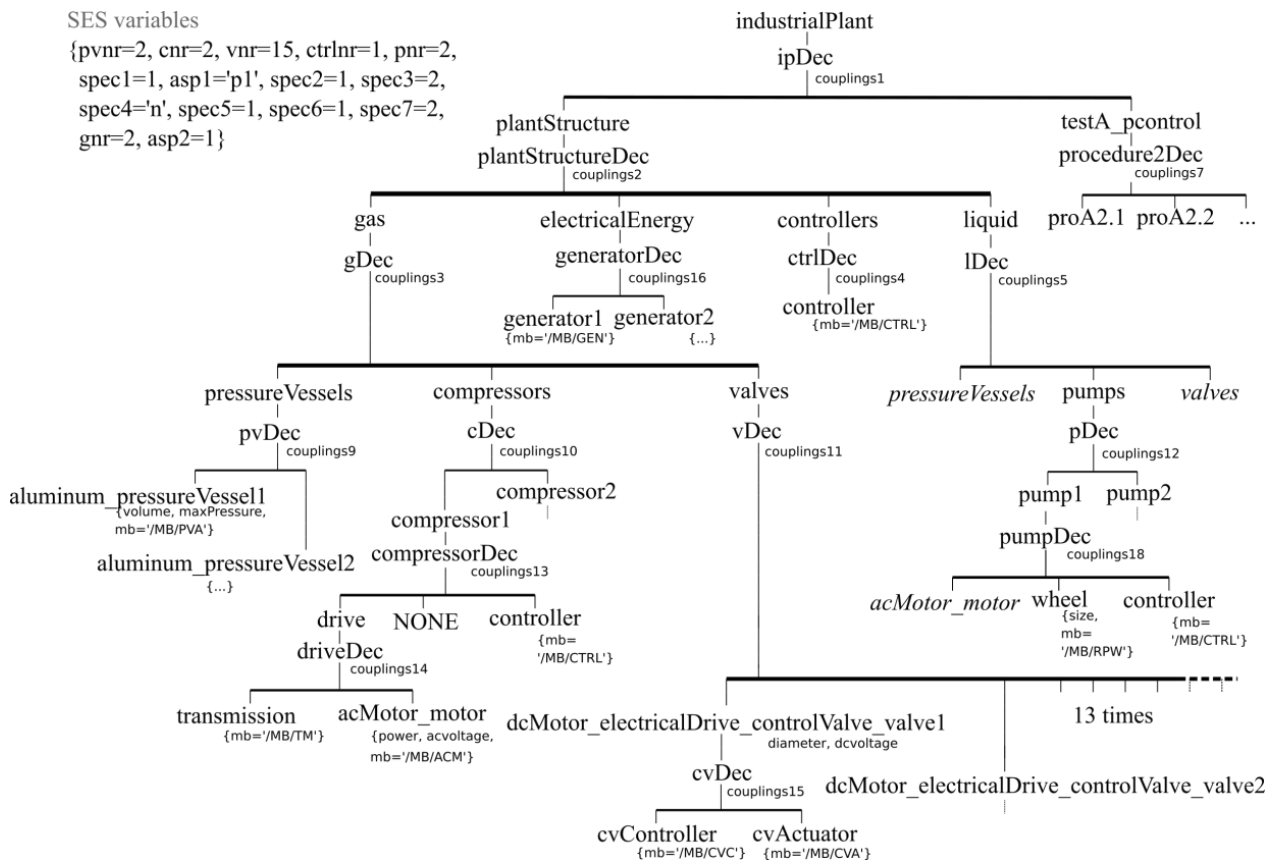 SES variables
{pvnr=2, cnr=2, vnr=15, ctrlnr=1, pnr=2,
spec1=1, asp1='p1', spec2=1, spec3=2,
spec4='n', spec5=1, spec6=1, spec7=2,
gnr=2, asp2=1}
industrialPlant
ipDec
couplings1
plantStructure
testA_pcontrol
plantStructureDec
couplings2
procedure2Dec
couplings7
proA2.1 proA2.2 ...
gas
electricalEnergy
controllers
liquid
gDec
couplings3
generatorDec
couplings16
ctrlDec
couplings4
lDec
couplings5
generator1
{mb='/MB/GEN'}
generator2
{...}
controller
{mb='/MB/CTRL'}
pressureVessels
compressors
valves
pressureVessels
pumps
valves
pvDec
couplings9
cDec
couplings10
vDec
couplings11
pDec
couplings12
aluminum_pressureVessel1
{volume, maxPressure,
mb='/MB/PVA'}
aluminum_pressureVessel2
{...}
compressor2
compressor1
compressorDec
couplings13
pump1
pump2
pumpDec
couplings18
drive
NONE
controller
{mb=
'/MB/CTRL'}
acMotor_motor
wheel
{size,
mb=
'/MB/RPW'}
controller
{mb=
'/MB/CTRL'}
driveDec
couplings14
transmission
{mb='/MB/TM'}
acMotor_motor
{power, acvoltage,
mb='/MB/ACM'}
dcMotor_electricalDrive_controlValve_valve1
diameter, dcvoltage
13 times
cvDec
couplings15
dcMotor_electricalDrive_controlValve_valve2
cvController
{mb='/MB/CVC'}
cvActuator
{mb='/MB/CVA'}